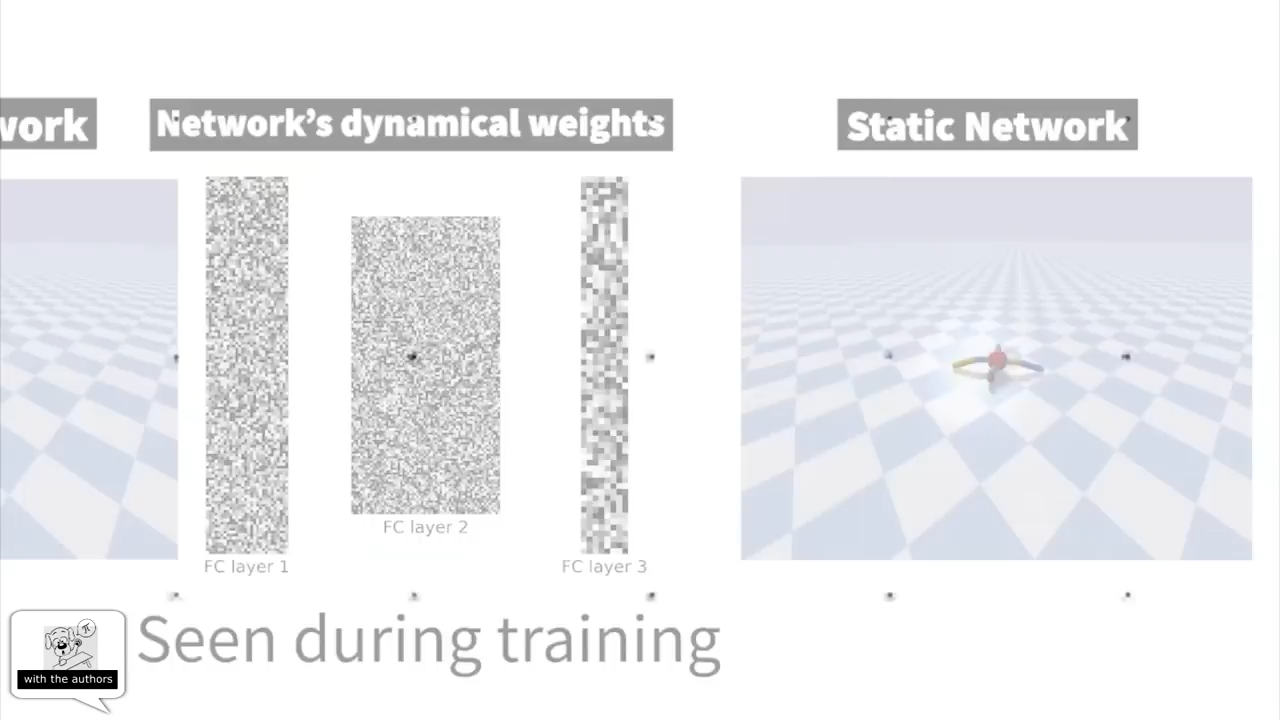 work
Network's dynamical weights
Static Network
FC layer 2
FC layer 1
FC layer 3
π
with the authors
Seen during training